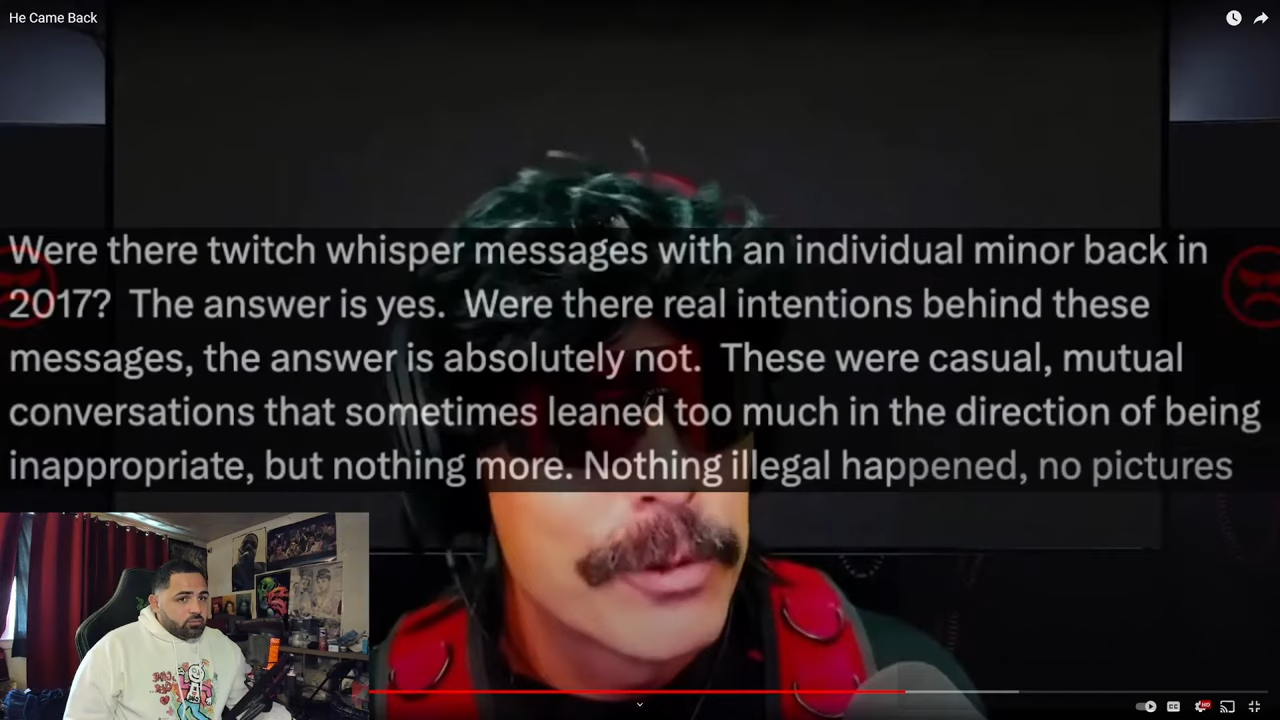 He Came Back
Were there twitch whisper messages with an individual minor back in
2017?  The answer is yes.  Were there real intentions behind these
messages, the answer is absolutely not.  These were casual, mutual
conversations that sometimes leaned too much in the direction of being
inappropriate, but nothing more. Nothing illegal happened, no pictures
CC
HD